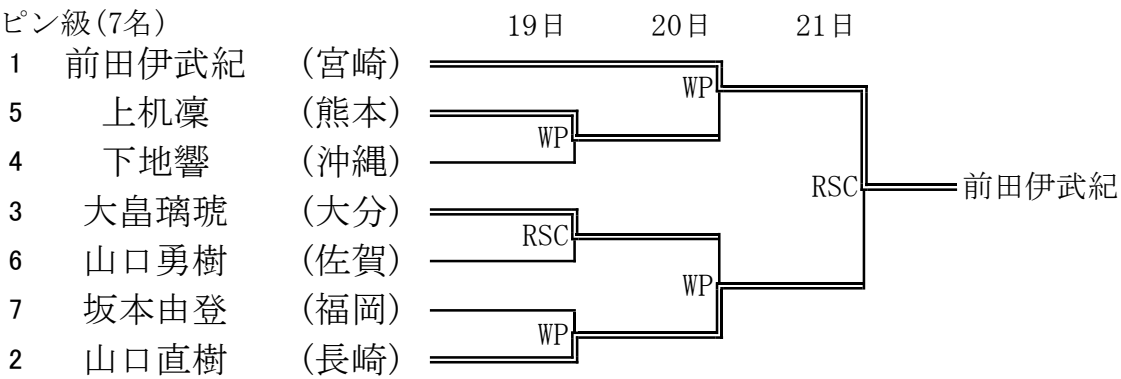 ピン級(7名) 19日 20日 21日
1 前田伊武紀 (宮崎)
WP
5 上机凜 (熊本)
WP
4 下地響 (沖縄)
RSC 前田伊武紀
3 大畠璃琥 (大分)
RSC
6 山口勇樹 (佐賀)
WP
7 坂本由登 (福岡)
WP
2 山口直樹 (長崎)